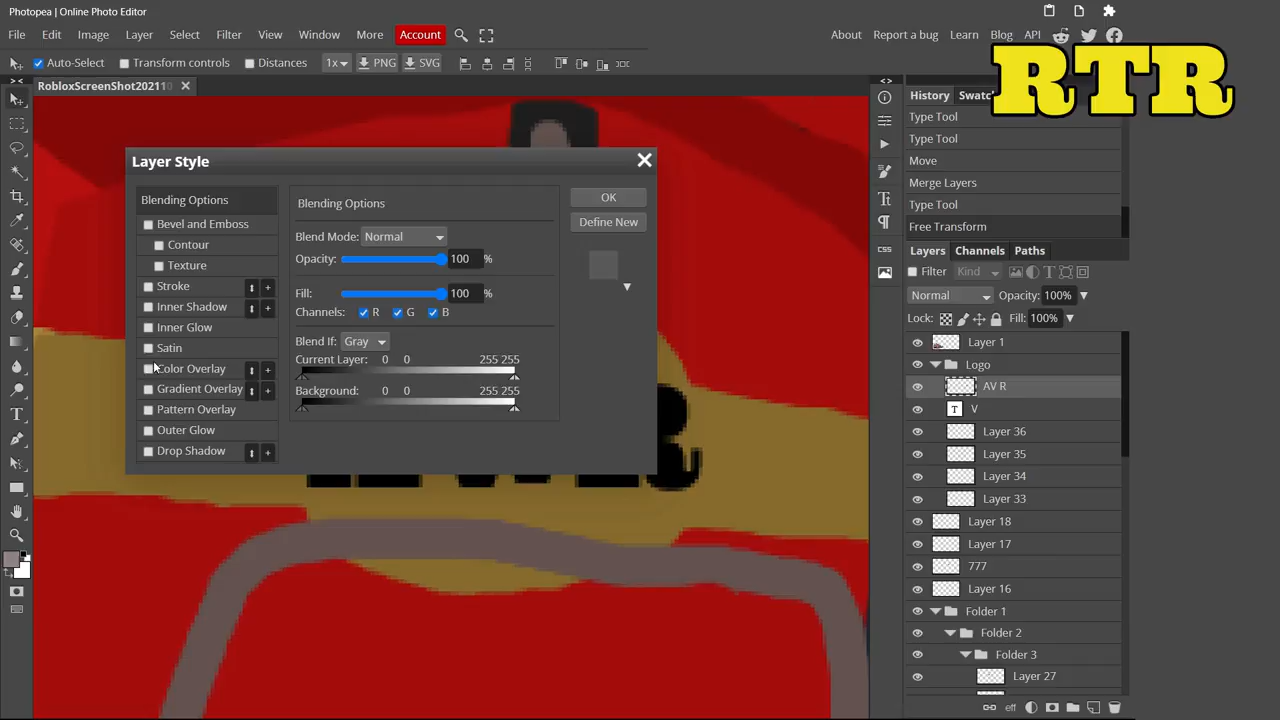 Photopea | Online Photo Editor
File Edit Image Layer Select Filter View Window More Account
About Report a bug Learn Blog API
RTR
Auto-Select Transform controls Distances 1x PNG SVG
RobloxScreenShot202110
History Swatc
Type Tool
Type Tool
Move
Merge Layers
Type Tool
Free Transform
Layer Style
Blending Options
Bevel and Emboss
Contour
Texture
Stroke
Inner Shadow
Inner Glow
Satin
Color Overlay
Gradient Overlay
Pattern Overlay
Outer Glow
Drop Shadow
Blending Options
Blend Mode: Normal
Opacity: 100 %
Fill: 100 %
Channels: R G B
Blend If: Gray
Current Layer: 0 0 255 255
Background: 0 0 255 255
OK
Define New
Layers Channels Paths
Filter Kind
Normal Opacity: 100%
Lock: Fill: 100%
Layer 1
Logo
AV R
T V
Layer 36
Layer 35
Layer 34
Layer 33
Layer 18
Layer 17
777
Layer 16
Folder 1
Folder 2
Folder 3
Layer 27
CSS
eff